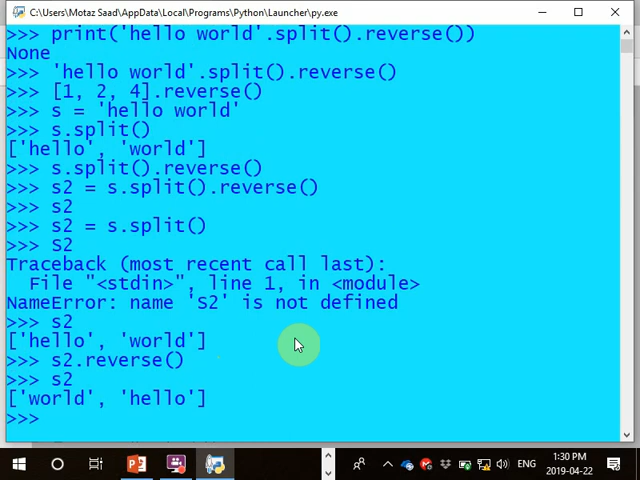 C:\Users\Motaz Saad\AppData\Local\Programs\Python\Launcher\py.exe
>>> print('hello world'.split().reverse())
None
>>> 'hello world'.split().reverse()
>>> [1, 2, 4].reverse()
>>> s = 'hello world'
>>> s.split()
['hello', 'world']
>>> s.split().reverse()
>>> s2 = s.split().reverse()
>>> s2
>>> s2 = s.split()
>>> S2
Traceback (most recent call last):
  File "<stdin>", line 1, in <module>
NameError: name 'S2' is not defined
>>> s2
['hello', 'world']
>>> s2.reverse()
>>> s2
['world', 'hello']
>>>
ENG
1:30 PM
2019-04-22